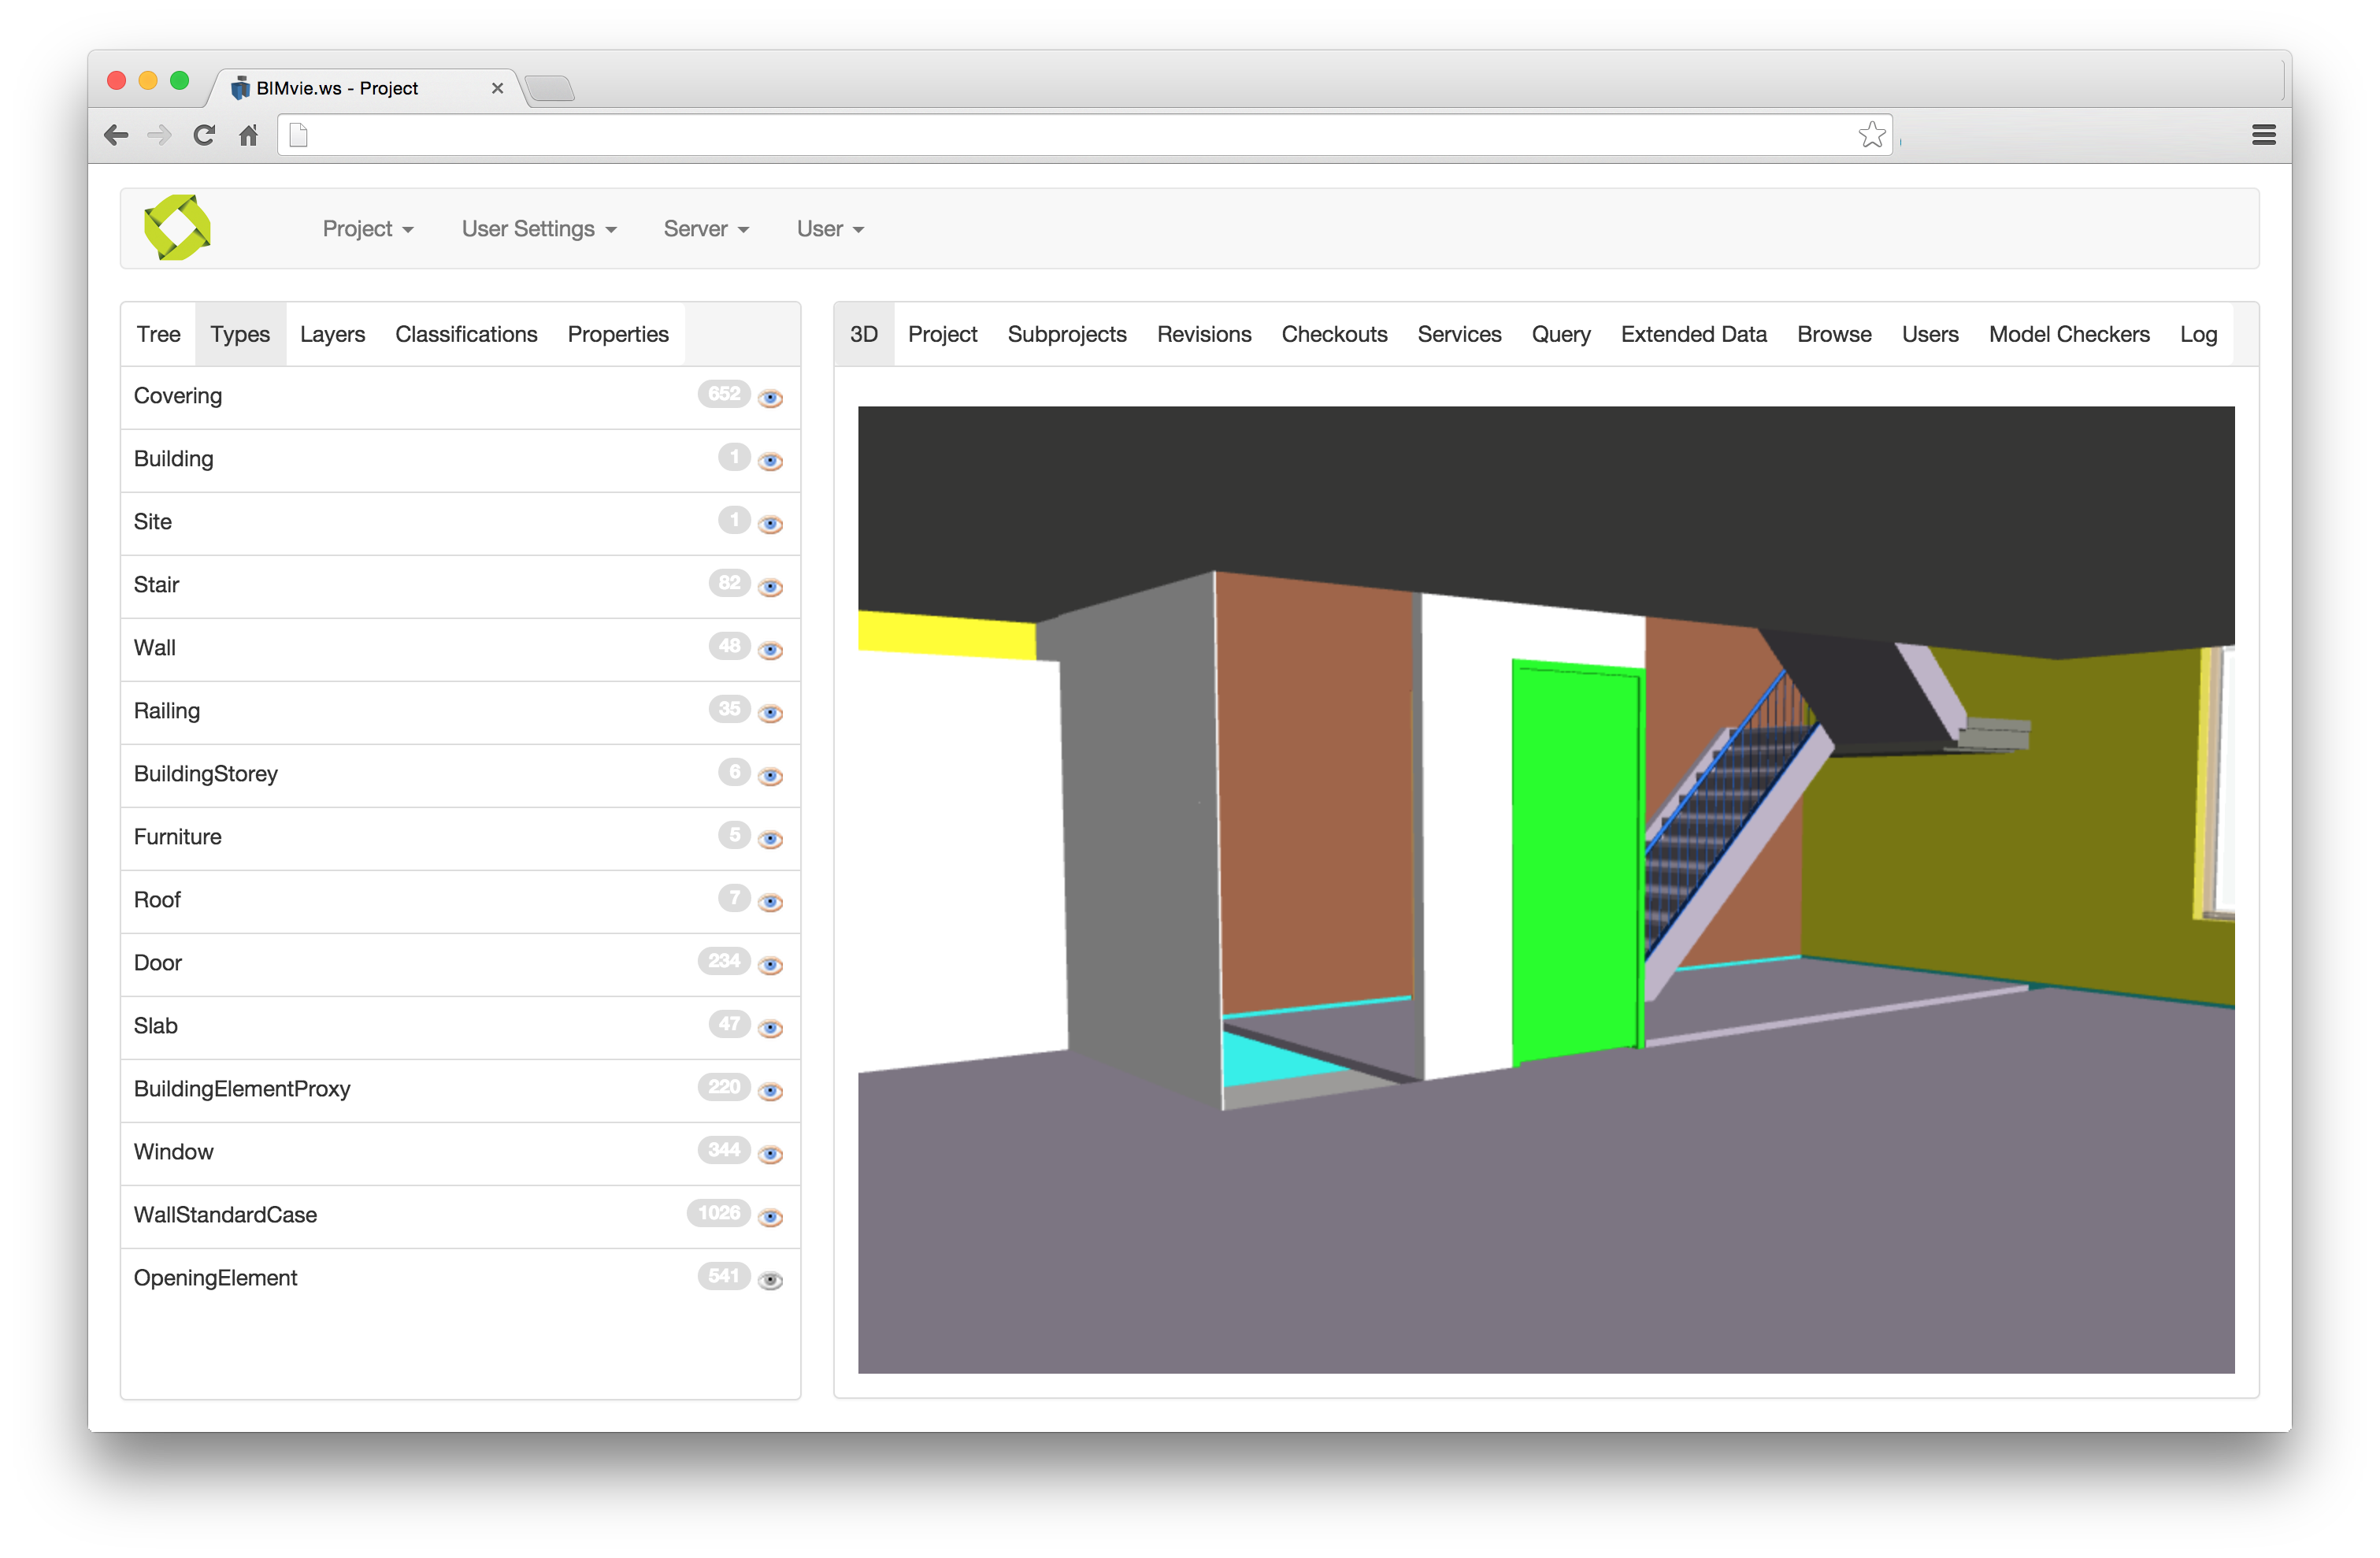 BIMvie.ws - Project
Project User Settings Server User
Tree Types Layers Classifications Properties
Covering 652
Building 1
Site 1
Stair 82
Wall 48
Railing 35
BuildingStorey 6
Furniture 5
Roof 7
Door 234
Slab 47
BuildingElementProxy 220
Window 344
WallStandardCase 1026
OpeningElement 541
3D Project Subprojects Revisions Checkouts Services Query Extended Data Browse Users Model Checkers Log